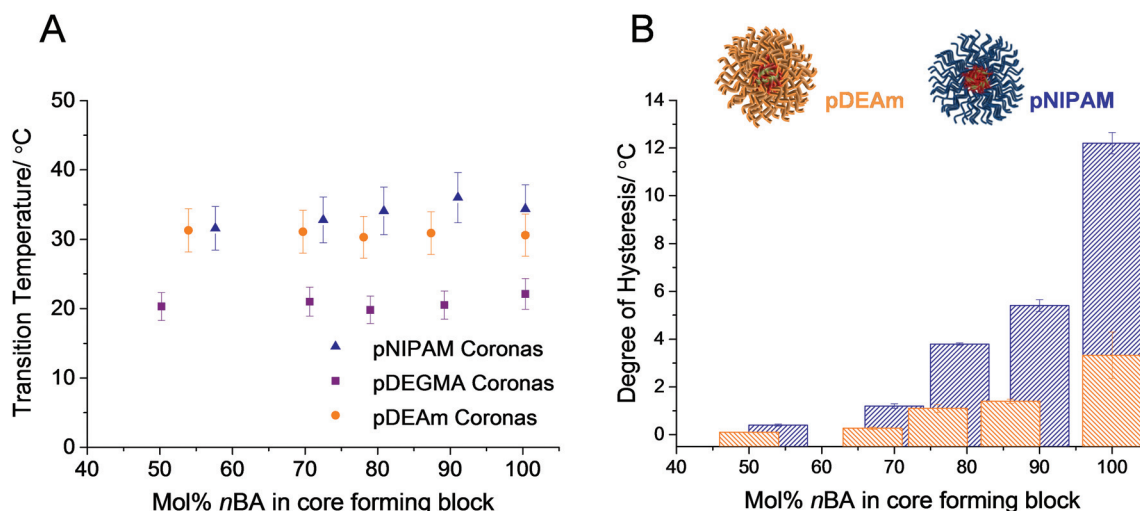 A
Transition Temperature/ °C
50
40
30
20
10
0
40 50 60 70 80 90 100
Mol% nBA in core forming block
pNIPAM Coronas
pDEGMA Coronas
pDEAm Coronas
B
pDEAm
pNIPAM
Degree of Hysteresis/ °C
14
12
10
8
6
4
2
0
40 50 60 70 80 90 100
Mol% nBA in core forming block